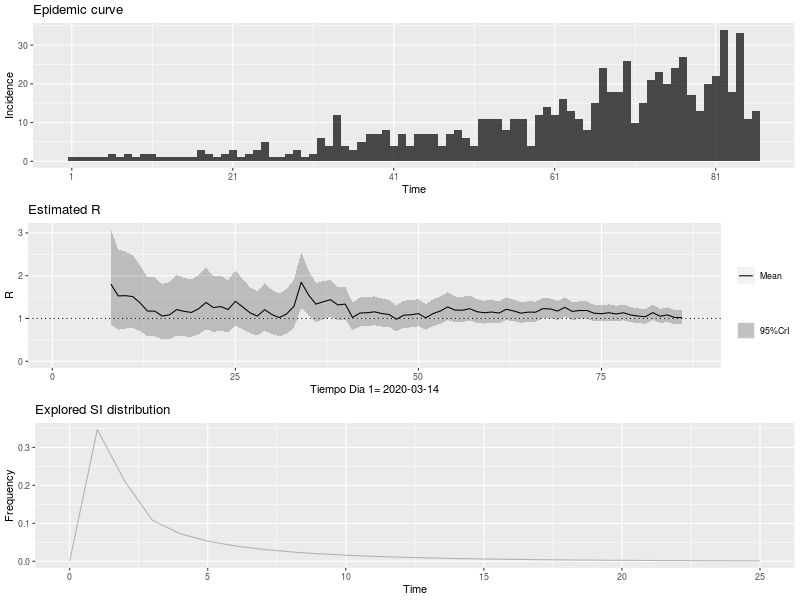 Epidemic curve
30
20
10
0
Incidence
1
21
41
61
81
Time
Estimated R
3
2
1
0
R
0
25
50
75
Tiempo Dia 1= 2020-03-14
Mean
95%CrI
Explored SI distribution
0.3
0.2
0.1
0.0
Frequency
0
5
10
15
20
25
Time